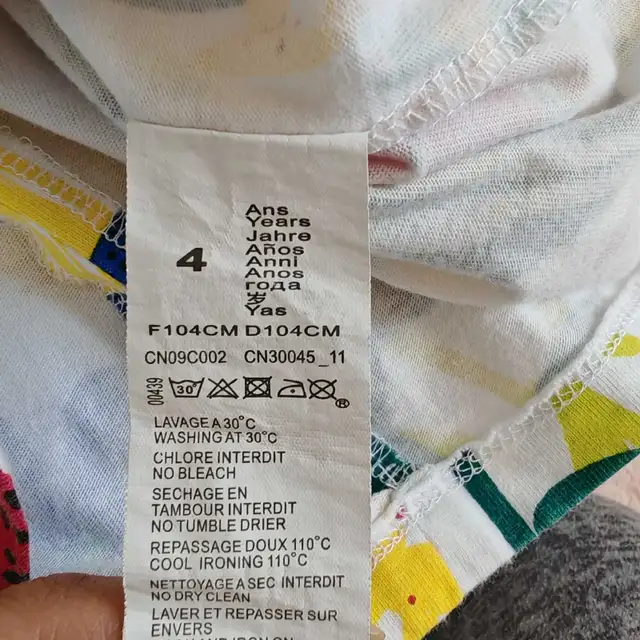 4
Ans
Years
Jahre
Años
Anni
Anos
года
岁
Yas
F104CM D104CM
CN09C002 CN30045_11
00439
30°
®
LAVAGE A 30°C
WASHING AT 30°C
CHLORE INTERDIT
NO BLEACH
SECHAGE EN
TAMBOUR INTERDIT
NO TUMBLE DRIER
REPASSAGE DOUX 110°C
COOL IRONING 110°C
NETTOYAGE A SEC INTERDIT
NO DRY CLEAN
LAVER ET REPASSER SUR
ENVERS